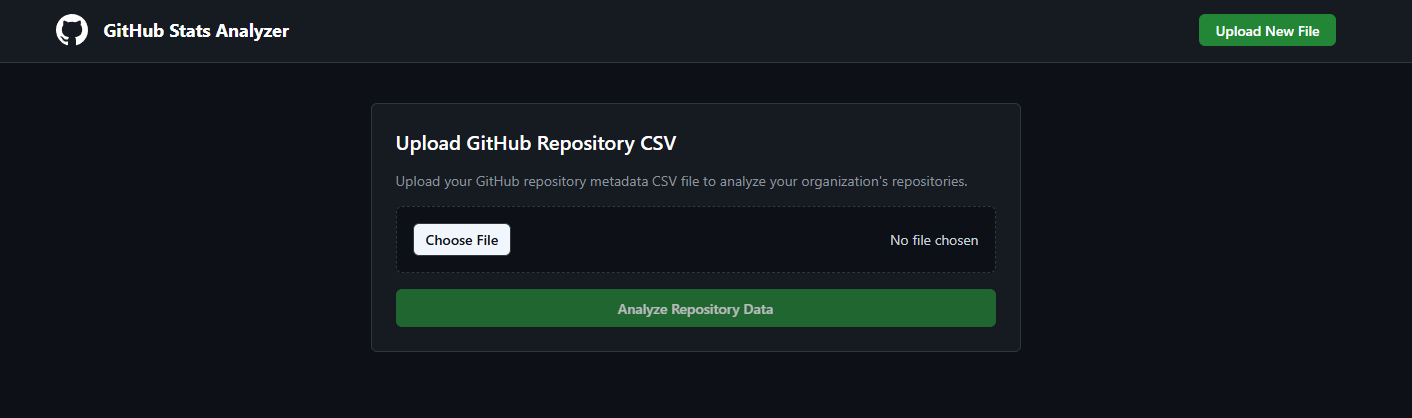 GitHub Stats Analyzer
Upload New File
Upload GitHub Repository CSV
Upload your GitHub repository metadata CSV file to analyze your organization's repositories.
Choose File
No file chosen
Analyze Repository Data